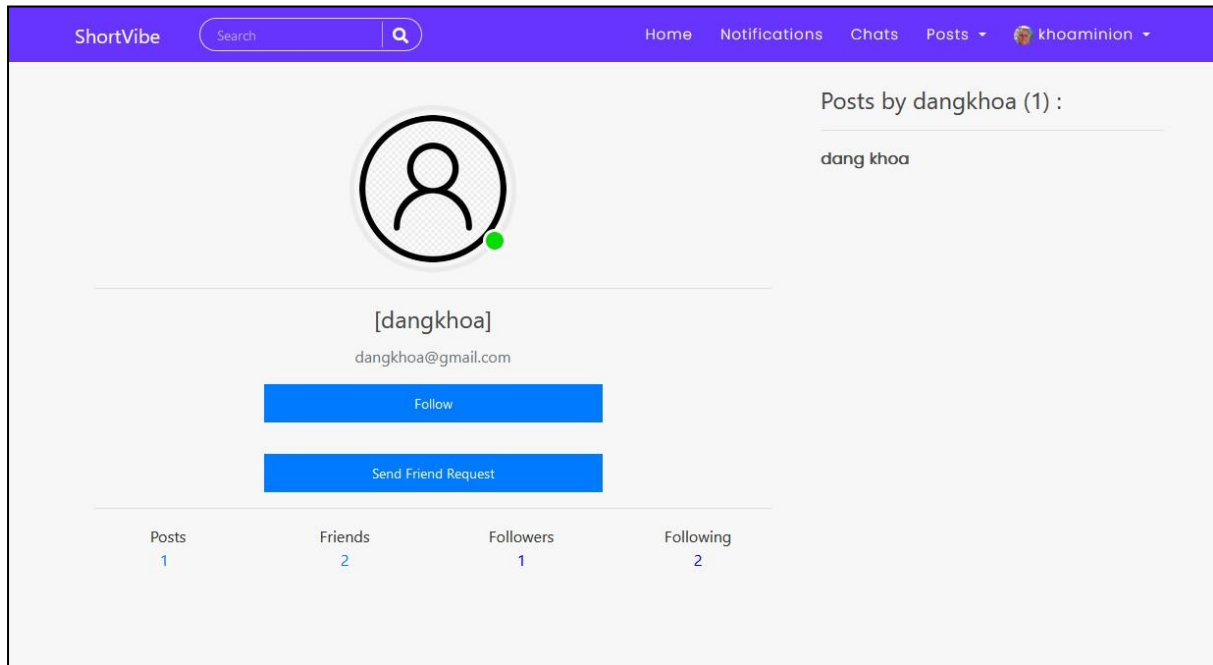 ShortVibe Search Home Notifications Chats Posts khoaminion
Posts by dangkhoa (1) :
dang khoa
[dangkhoa]
dangkhoa@gmail.com
Follow
Send Friend Request
Posts Friends Followers Following
1 2 1 2